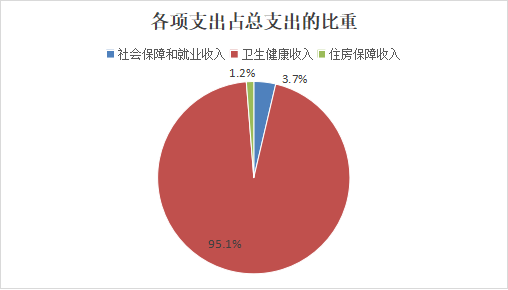 各项支出占总支出的比重
社会保障和就业收入 卫生健康收入 住房保障收入
1.2%
3.7%
95.1%